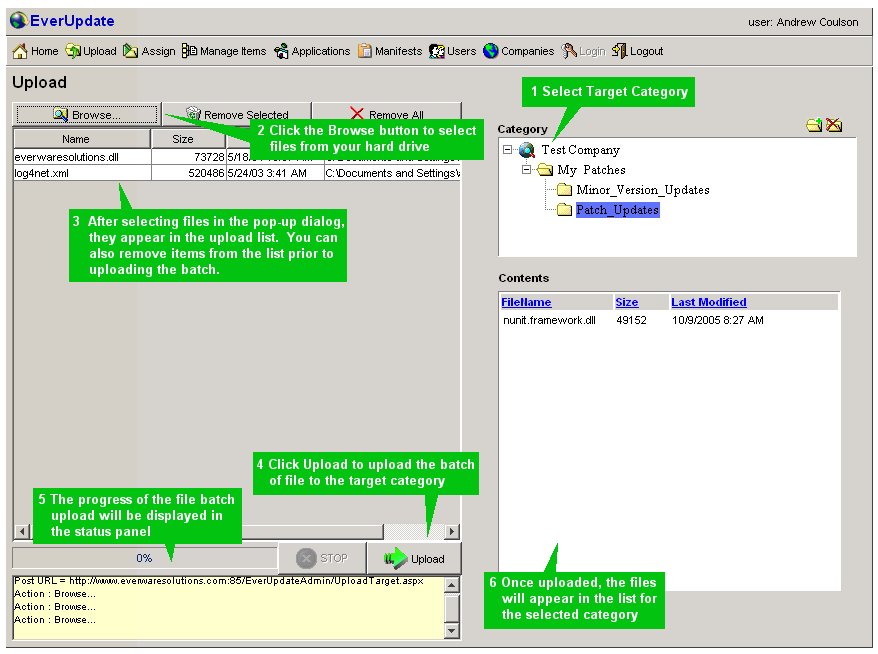 EverUpdate
user: Andrew Coulson
Home Upload Assign Manage Items Applications Manifests Users Companies Login Logout
Upload
Browse... Remove Selected Remove All
Name Size
everwaresolutions.dll 73728
log4net.xml 520486 5/24/03 3:41 AM C:\Documents and Settings\
1 Select Target Category
2 Click the Browse button to select
files from your hard drive
3 After selecting files in the pop-up dialog,
they appear in the upload list. You can
also remove items from the list prior to
uploading the batch.
Category
Test Company
My Patches
Minor_Version_Updates
Patch_Updates
Contents
FileName Size Last Modified
nunit.framework.dll 49152 10/9/2005 8:27 AM
4 Click Upload to upload the batch
of file to the target category
5 The progress of the file batch
upload will be displayed in
the status panel
0% STOP Upload
Post URL = http://www.everwaresolutions.com:85/EverUpdateAdmin/UploadTarget.aspx
Action : Browse...
Action : Browse...
Action : Browse...
6 Once uploaded, the files
will appear in the list for
the selected category